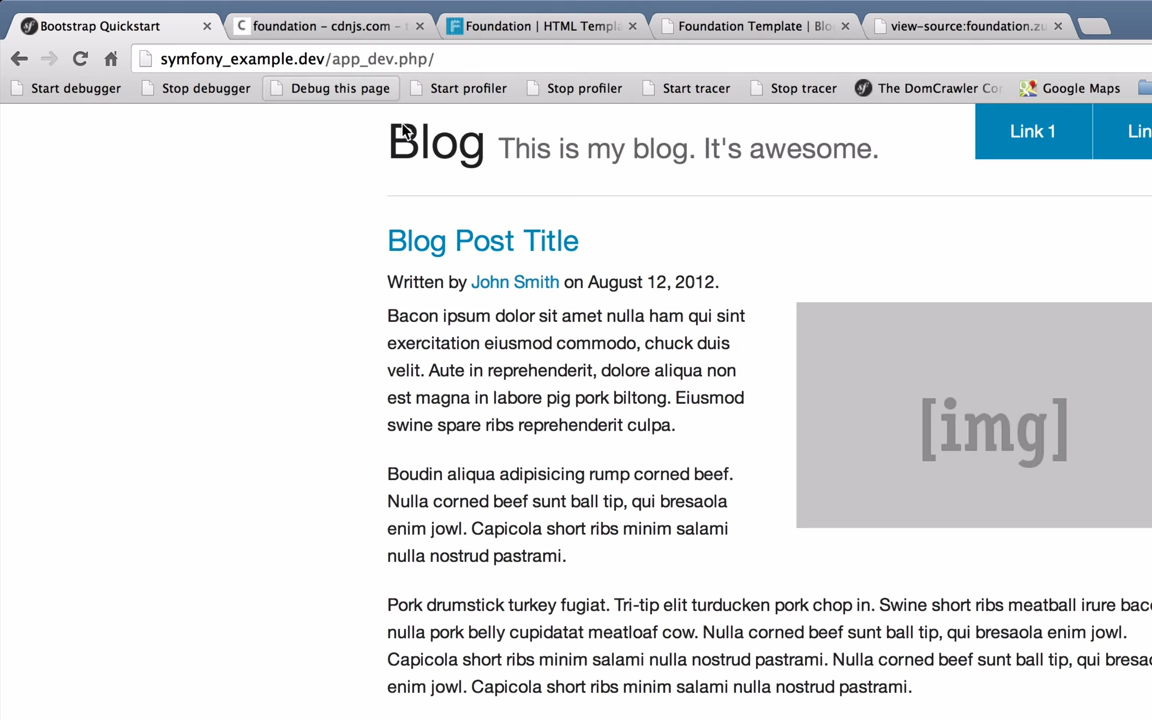 Bootstrap Quickstart
foundation – cdnjs.com –
Foundation | HTML Templ
Foundation Template | Blo
view-source:foundation.zu
symfony_example.dev/app_dev.php/
Start debugger
Stop debugger
Debug this page
Start profiler
Stop profiler
Start tracer
Stop tracer
The DomCrawler Co
Google Maps
Blog This is my blog. It's awesome.
Link 1
Lin
Blog Post Title
Written by John Smith on August 12, 2012.
Bacon ipsum dolor sit amet nulla ham qui sint
exercitation eiusmod commodo, chuck duis
velit. Aute in reprehenderit, dolore aliqua non
est magna in labore pig pork biltong. Eiusmod
swine spare ribs reprehenderit culpa.
[img]
Boudin aliqua adipisicing rump corned beef.
Nulla corned beef sunt ball tip, qui bresaola
enim jowl. Capicola short ribs minim salami
nulla nostrud pastrami.
Pork drumstick turkey fugiat. Tri-tip elit turducken pork chop in. Swine short ribs meatball irure bac
nulla pork belly cupidatat meatloaf cow. Nulla corned beef sunt ball tip, qui bresaola enim jowl.
Capicola short ribs minim salami nulla nostrud pastrami. Nulla corned beef sunt ball tip, qui bresa
enim jowl. Capicola short ribs minim salami nulla nostrud pastrami.